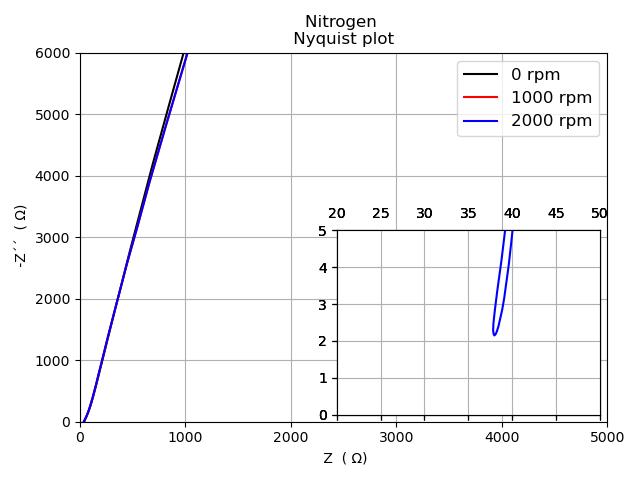 Nitrogen
Nyquist plot
6000
5000
4000
3000
2000
1000
0
-Z´´ ( Ω)
0 rpm
1000 rpm
2000 rpm
20 25 30 35 40 45 50
5
4
3
2
1
0
0 1000 2000 3000 4000 5000
Z ( Ω)